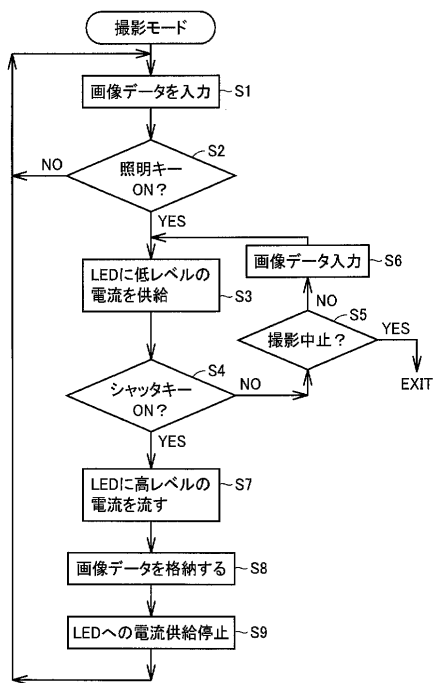 撮影モード
画像データを入力
S1
照明キー
ON?
S2
NO
YES
LEDに低レベルの
電流を供給
S3
画像データ入力
S6
NO
撮影中止?
S5
YES
EXIT
シャッタキー
ON?
S4
NO
YES
LEDに高レベルの
電流を流す
S7
画像データを格納する
S8
LEDへの電流供給停止
S9